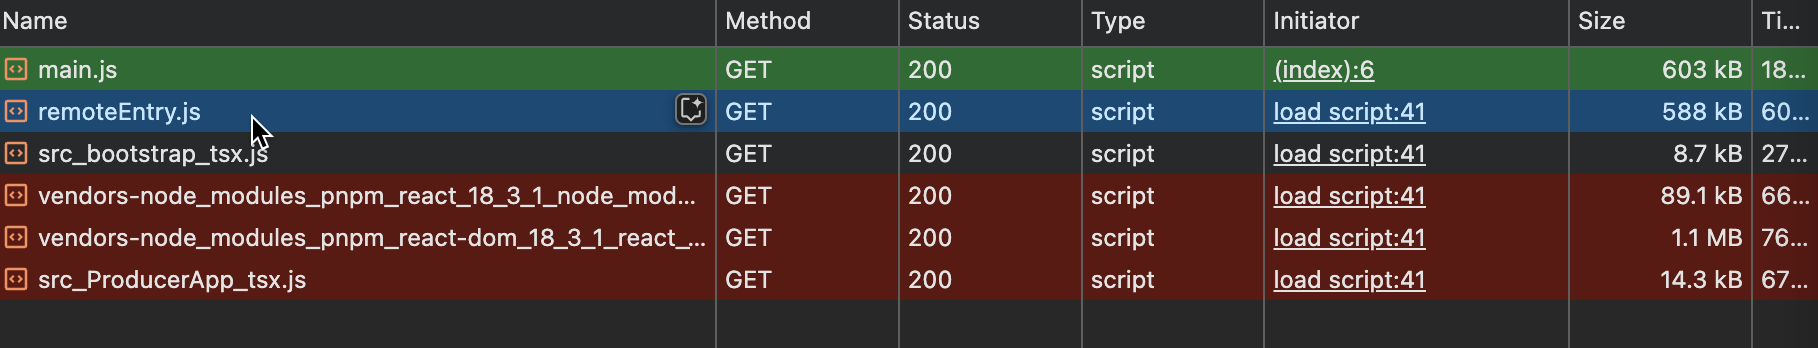 Name Method Status Type Initiator Size Ti...
main.js GET 200 script (index):6 603 kB 18...
remoteEntry.js GET 200 script load script:41 588 kB 60...
src_bootstrap_tsx.js GET 200 script load script:41 8.7 kB 27...
vendors-node_modules_pnpm_react_18_3_1_node_mod... GET 200 script load script:41 89.1 kB 66...
vendors-node_modules_pnpm_react-dom_18_3_1_react_... GET 200 script load script:41 1.1 MB 76...
src_ProducerApp_tsx.js GET 200 script load script:41 14.3 kB 67...